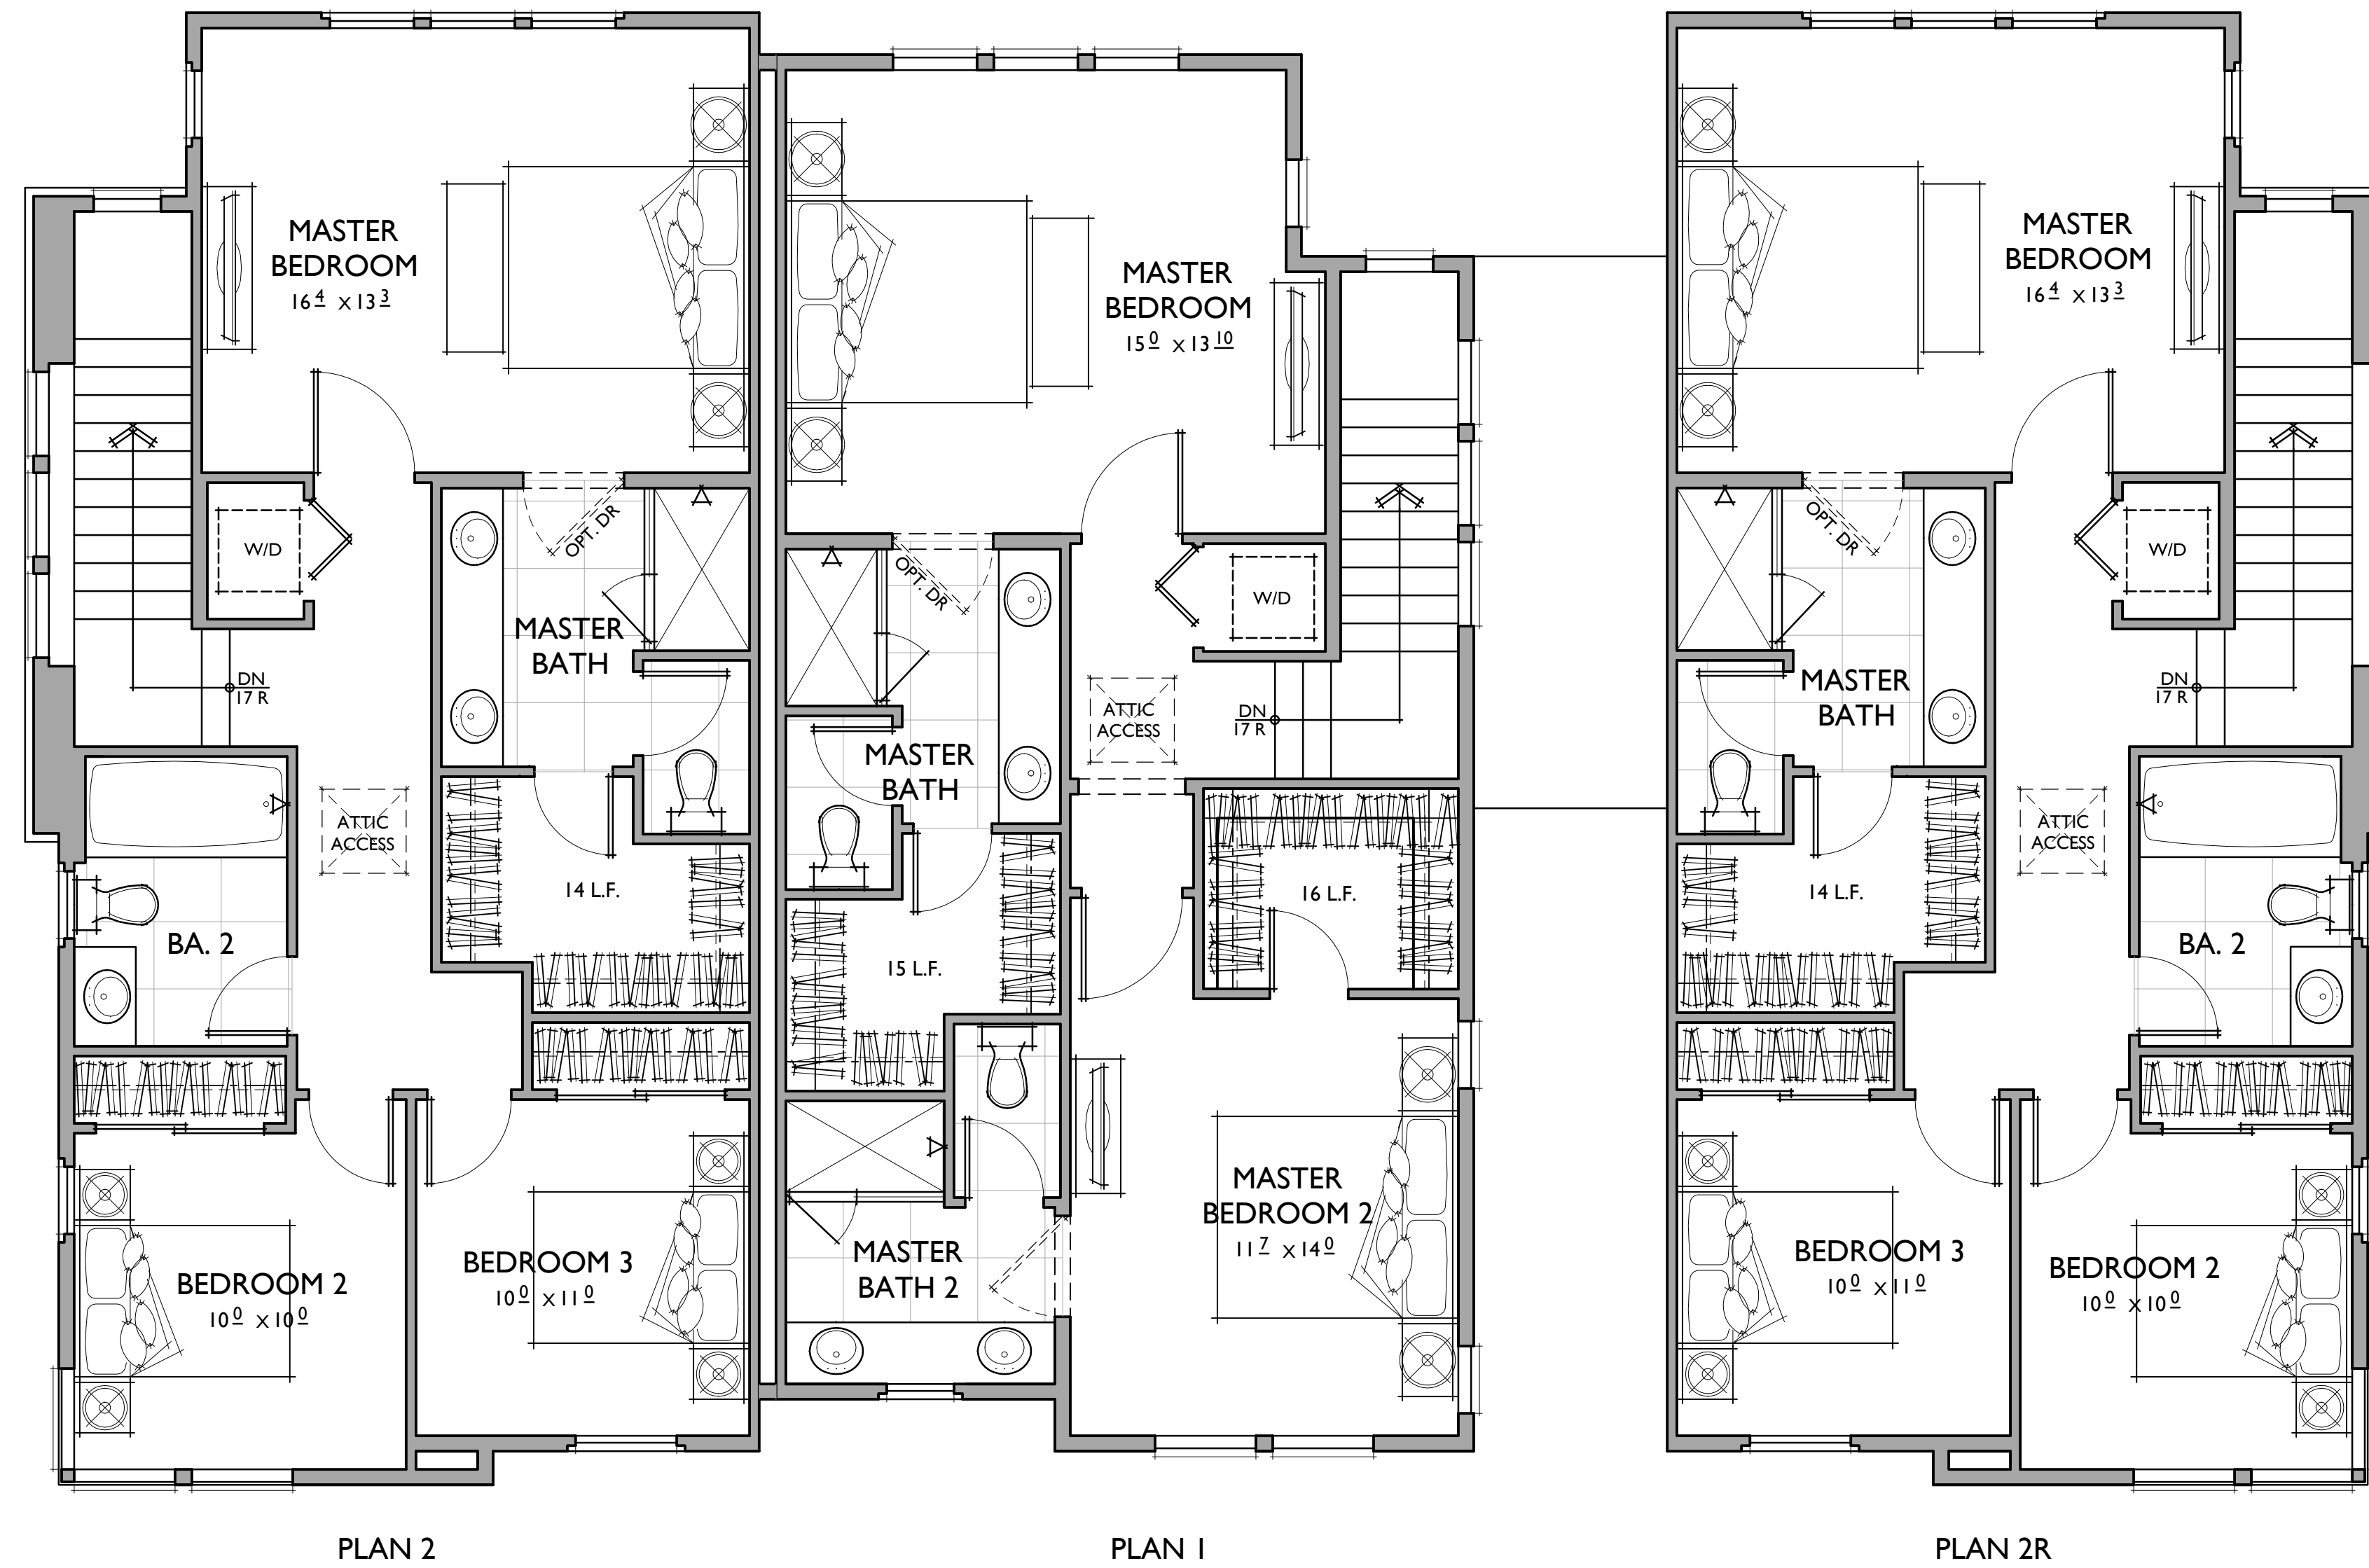 MASTER
BEDROOM
16 4 x 13 3
W/D
OPT. DR
MASTER
BATH
DN
17 R
ATTIC
ACCESS
14 L.F.
BA. 2
BEDROOM 2
10 0 x 10 0
BEDROOM 3
10 0 x 11 0
PLAN 2
MASTER
BEDROOM
15 0 x 13 10
OPT. DR
W/D
ATTIC
ACCESS
DN
17 R
MASTER
BATH
16 L.F.
15 L.F.
MASTER
BEDROOM 2
11 7 x 14 0
MASTER
BATH 2
PLAN 1
MASTER
BEDROOM
16 4 x 13 3
OPT. DR
W/D
MASTER
BATH
DN
17 R
ATTIC
ACCESS
14 L.F.
BA. 2
BEDROOM 3
10 0 x 11 0
BEDROOM 2
10 0 x 10 0
PLAN 2R